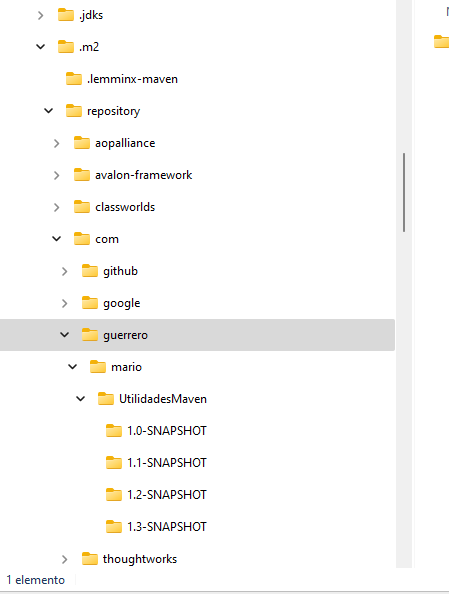 .jdks
.m2
.lemminx-maven
repository
aopalliance
avalon-framework
classworlds
com
github
google
guerrero
mario
UtilidadesMaven
1.0-SNAPSHOT
1.1-SNAPSHOT
1.2-SNAPSHOT
1.3-SNAPSHOT
thoughtworks
1 elemento